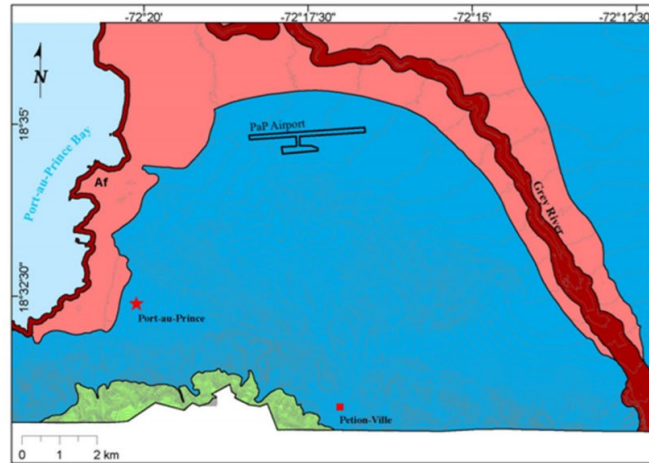 -72°20'
-72°17'30"
-72°15'
-72°12'30"
N
18°35'
PaP Airport
Port-au-Prince Bay
Af
Grey River
18°32'30"
Port-au-Prince
Petion-Ville
0 1 2 km